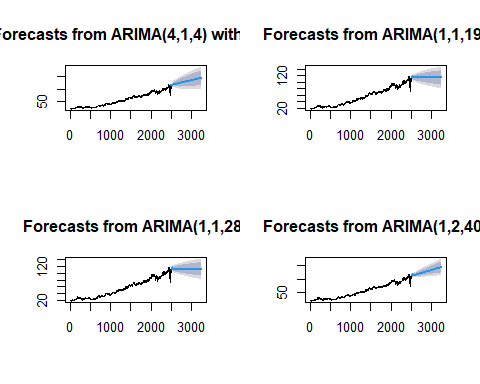 Forecasts from ARIMA(4,1,4) with
50
0 1000 2000 3000
Forecasts from ARIMA(1,1,19
120
20
0 1000 2000 3000
Forecasts from ARIMA(1,1,28
120
20
0 1000 2000 3000
Forecasts from ARIMA(1,2,40
50
0 1000 2000 3000